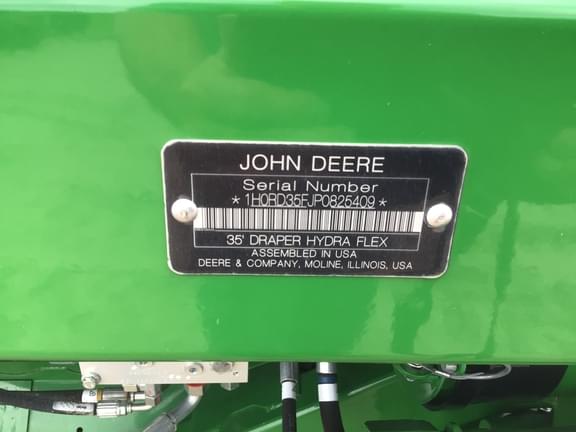 JOHN DEERE
Serial Number
*1H0RD35FJP0825409*
35' DRAPER HYDRA FLEX
ASSEMBLED IN USA
DEERE & COMPANY, MOLINE, ILLINOIS, USA